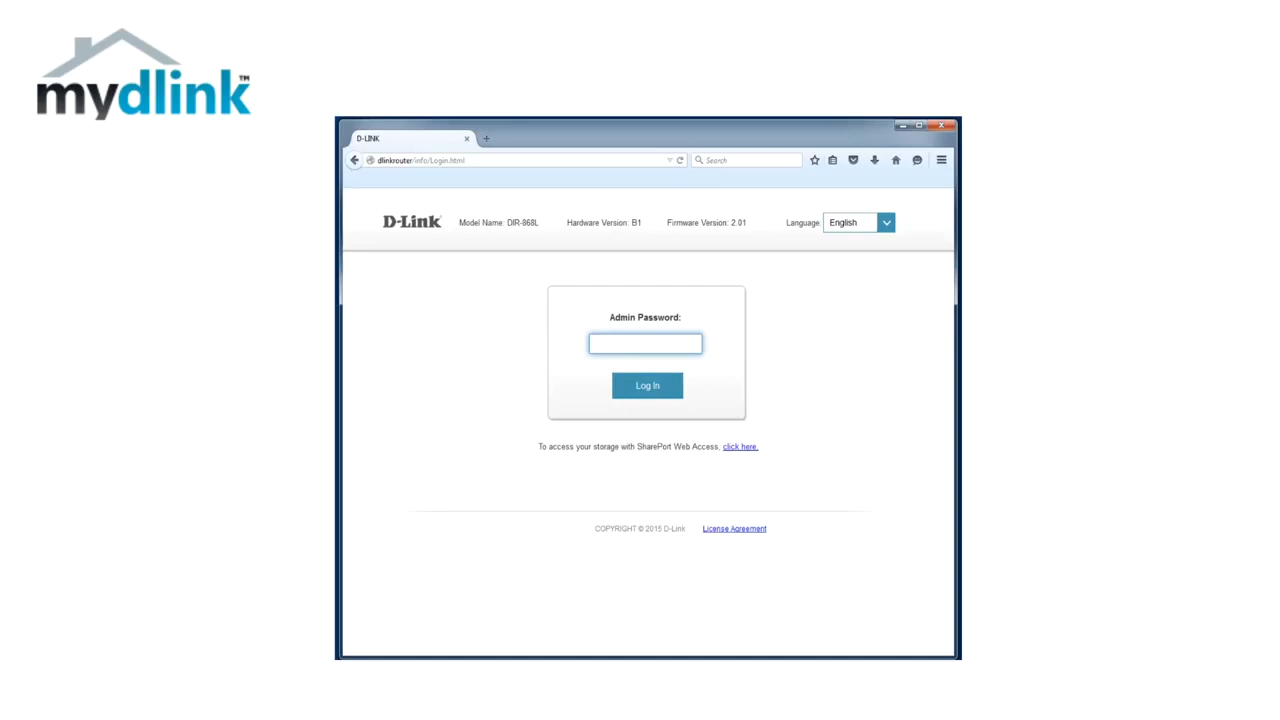 mydlink™
D-LINK
dlinkrouter/info/Login.html
Search
D-Link
Model Name: DIR-868L
Hardware Version: B1
Firmware Version: 2.01
Language:
English
Admin Password:
Log In
To access your storage with SharePort Web Access, click here.
COPYRIGHT © 2015 D-Link
License Agreement